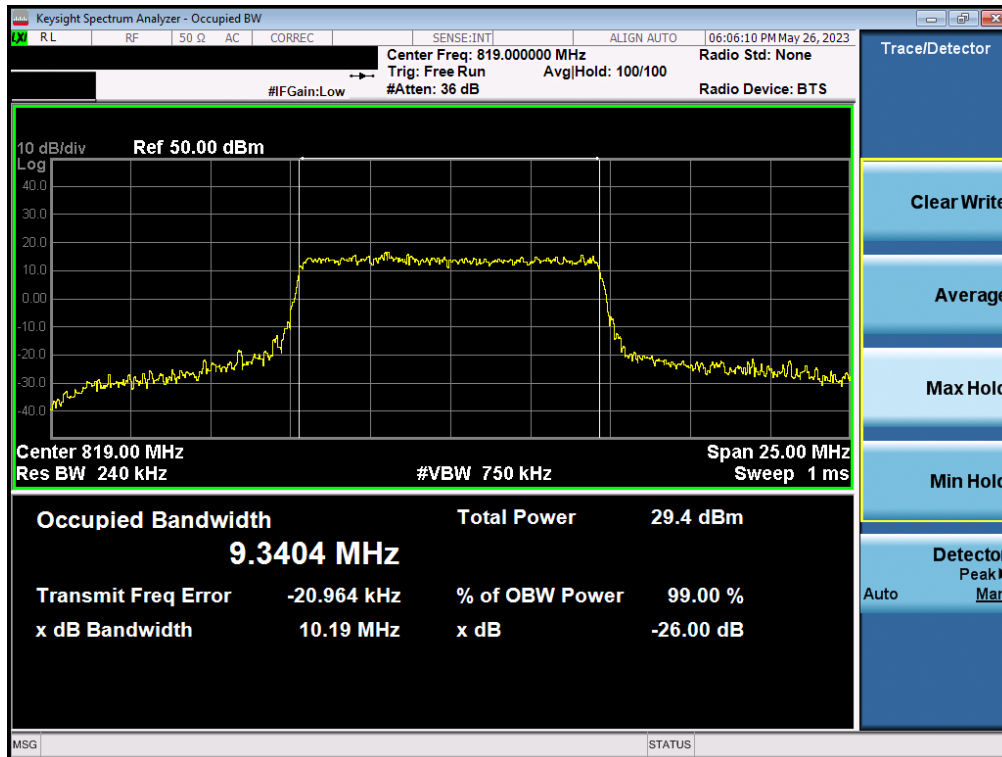 Keysight Spectrum Analyzer - Occupied BW
LXI RL RF 50 Ω AC CORREC SENSE:INT ALIGN AUTO 06:06:10 PM May 26, 2023
Center Freq: 819.000000 MHz Radio Std: None
Trig: Free Run Avg|Hold: 100/100
#IFGain:Low #Atten: 36 dB Radio Device: BTS
10 dB/div Ref 50.00 dBm
Log
40.0
30.0
20.0
10.0
0.00
-10.0
-20.0
-30.0
-40.0
Center 819.00 MHz Span 25.00 MHz
Res BW 240 kHz #VBW 750 kHz Sweep 1 ms
Occupied Bandwidth Total Power 29.4 dBm
9.3404 MHz
Transmit Freq Error -20.964 kHz % of OBW Power 99.00 %
x dB Bandwidth 10.19 MHz x dB -26.00 dB
MSG STATUS
Trace/Detector
Clear Write
Average
Max Hold
Min Hold
Detector
Peak
Auto Man